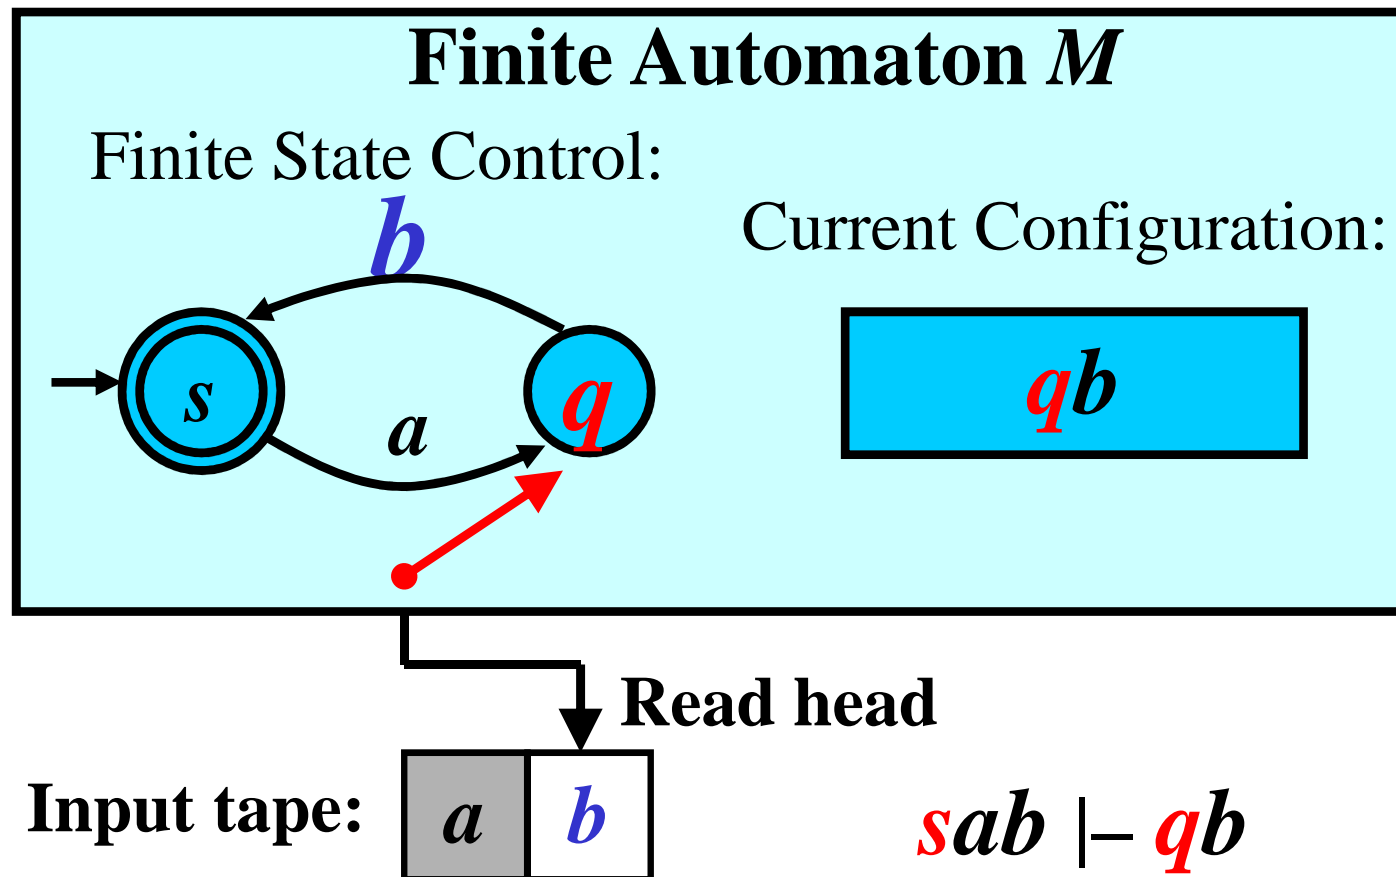 Finite Automaton M
Finite State Control:
b
Current Configuration:
s
a
q
qb
Read head
Input tape:
a
b
sab |– qb